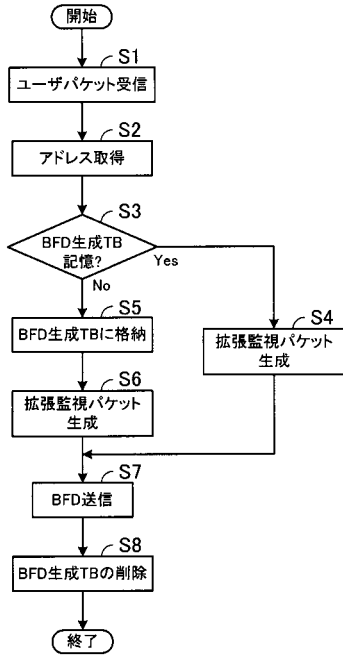 開始
S1
ユーザパケット受信
S2
アドレス取得
S3
BFD生成TB
記憶?
Yes
No
S5
BFD生成TBに格納
S4
拡張監視パケット
生成
S6
拡張監視パケット
生成
S7
BFD送信
S8
BFD生成TBの削除
終了